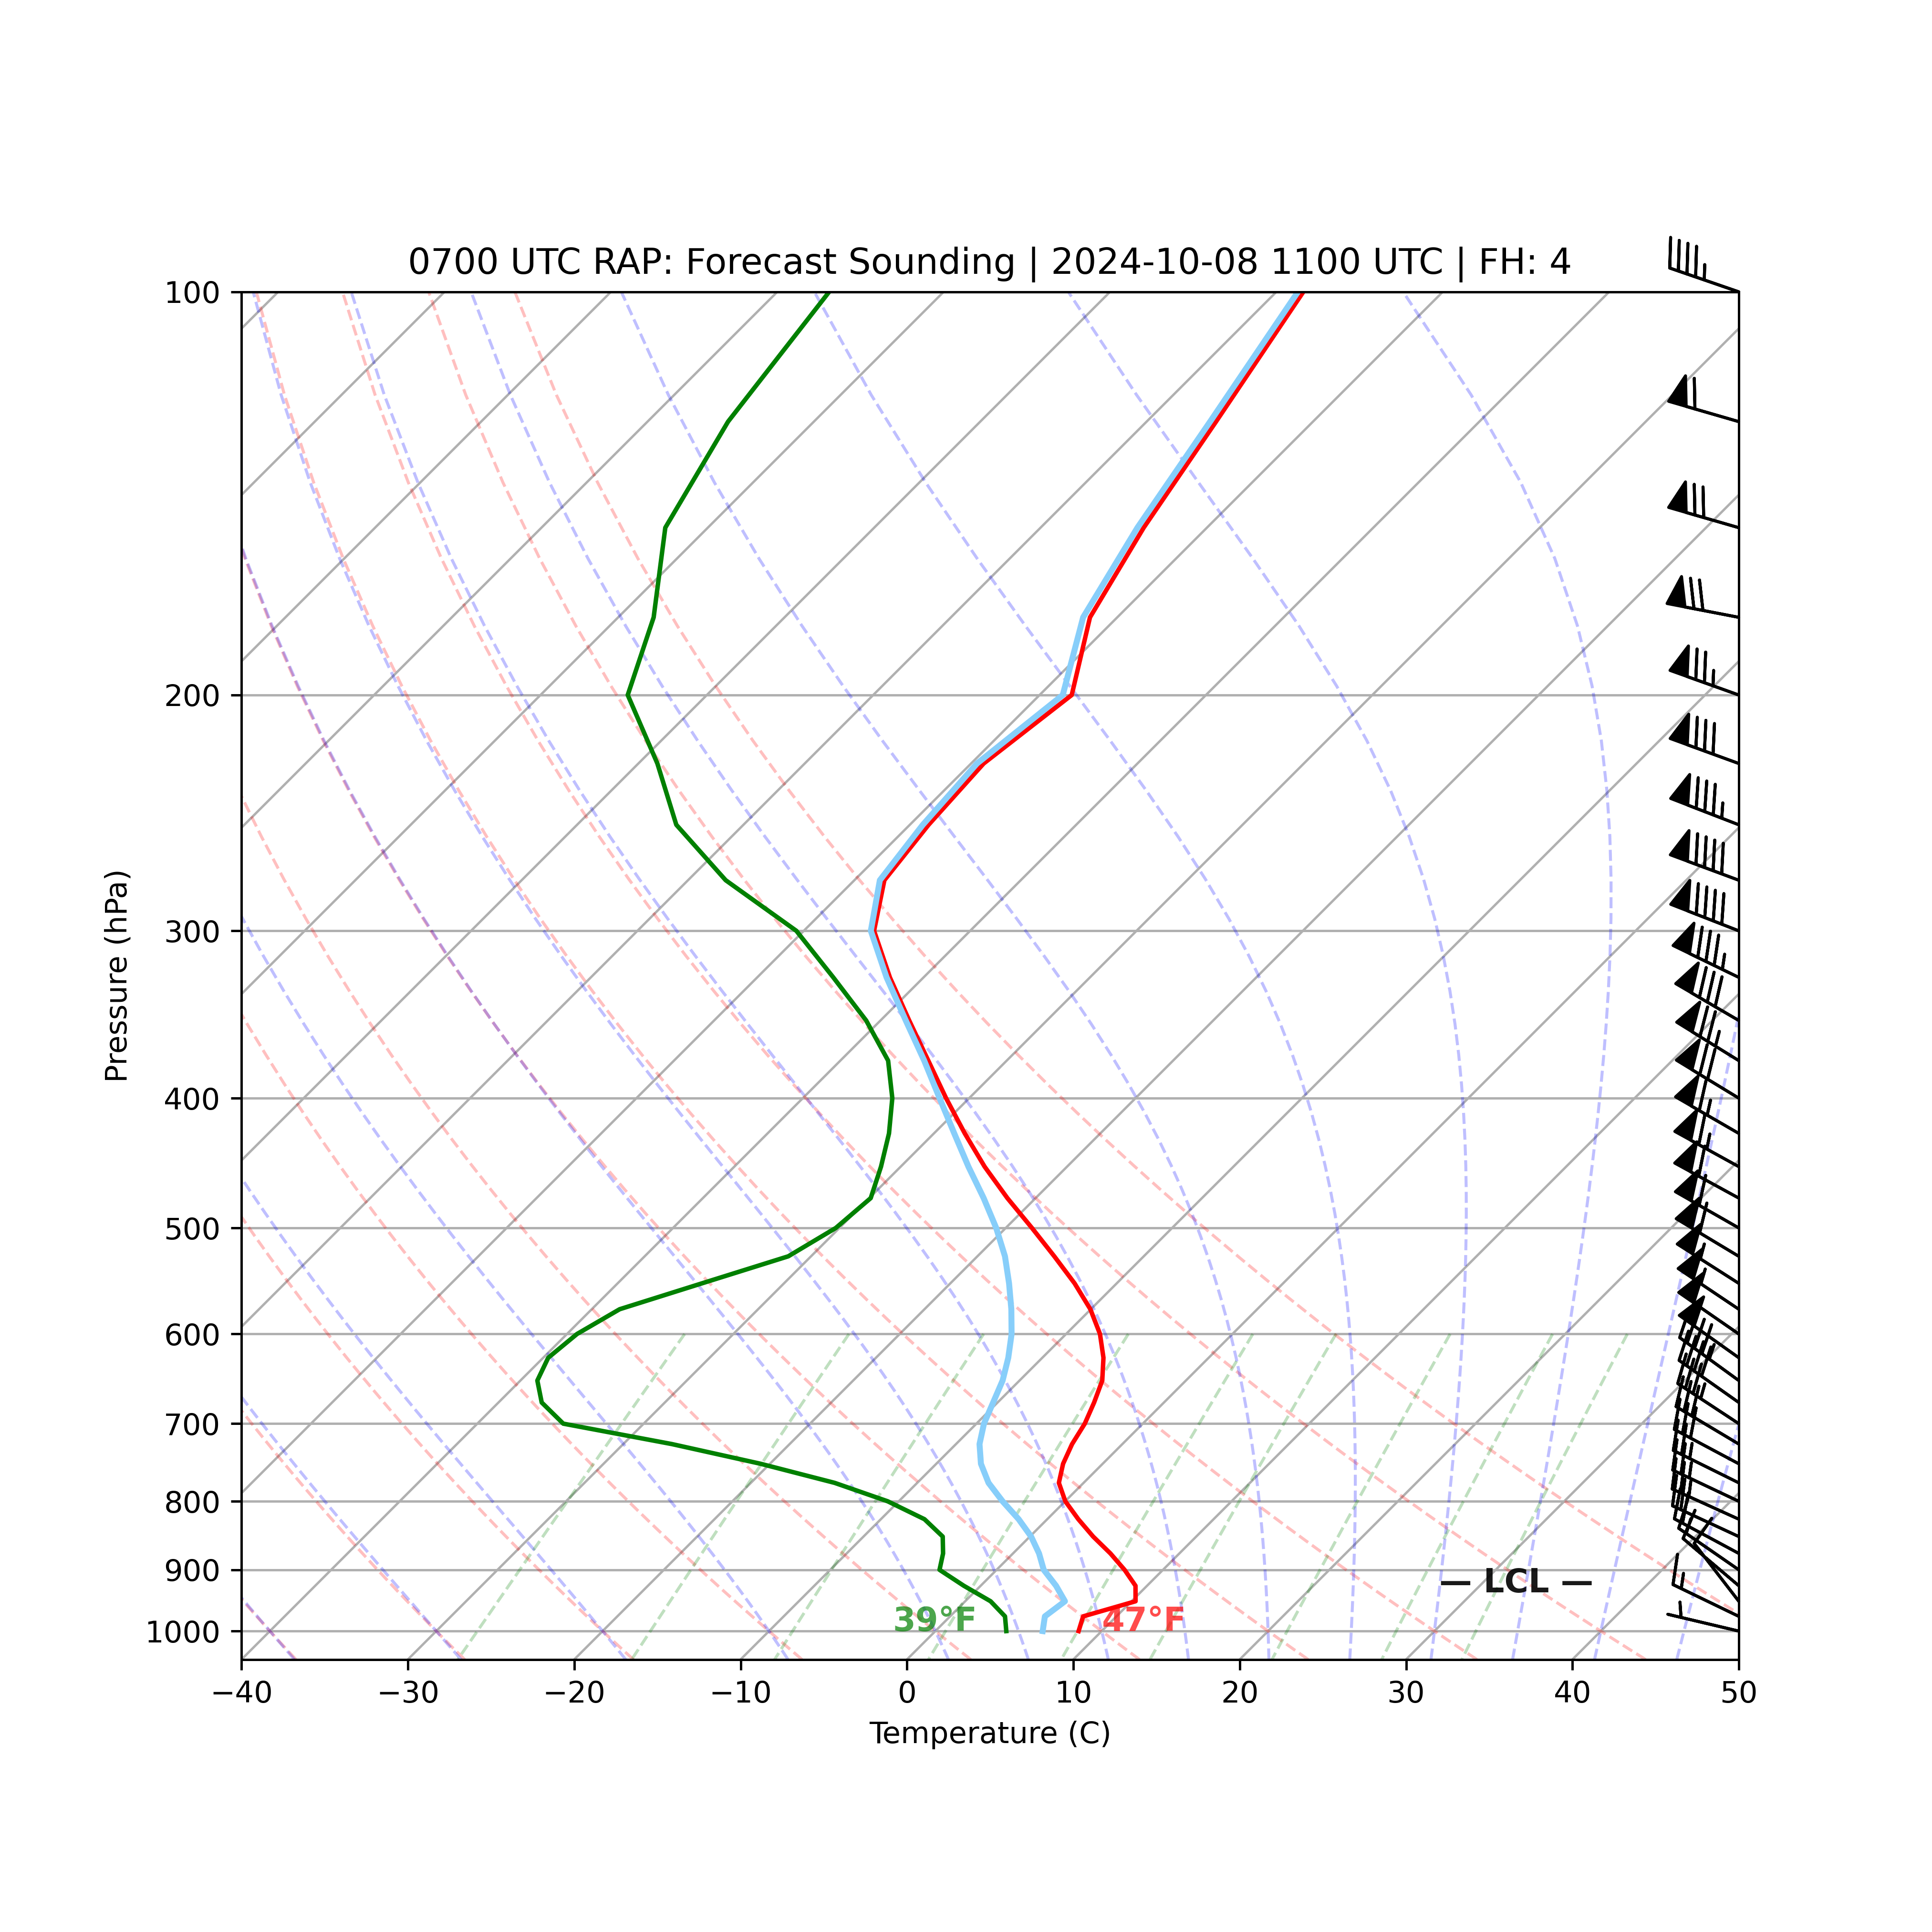 0700 UTC RAP: Forecast Sounding | 2024-10-08 1100 UTC | FH: 4
100
200
300
400
500
600
700
800
900
1000
Pressure (hPa)
— LCL —
39°F
47°F
−40 −30 −20 −10 0 10 20 30 40 50
Temperature (C)